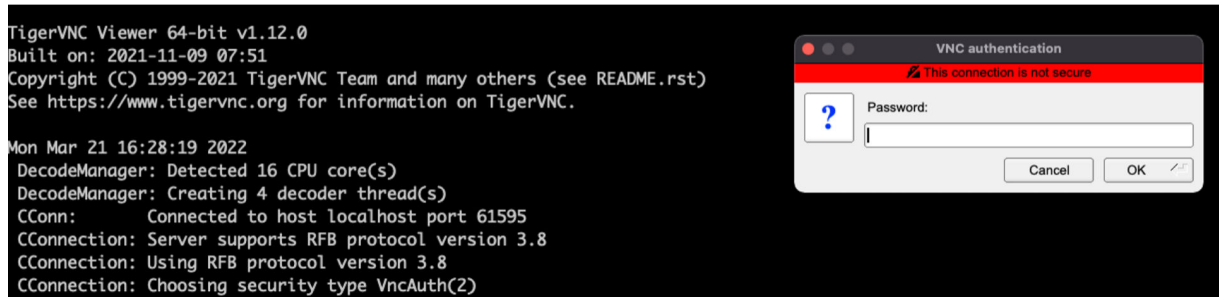 TigerVNC Viewer 64-bit v1.12.0
Built on: 2021-11-09 07:51
Copyright (C) 1999-2021 TigerVNC Team and many others (see README.rst)
See https://www.tigervnc.org for information on TigerVNC.
Mon Mar 21 16:28:19 2022
DecodeManager: Detected 16 CPU core(s)
DecodeManager: Creating 4 decoder thread(s)
CConn: Connected to host localhost port 61595
CConnection: Server supports RFB protocol version 3.8
CConnection: Using RFB protocol version 3.8
CConnection: Choosing security type VncAuth(2)
VNC authentication
This connection is not secure
?
Password:
Cancel OK